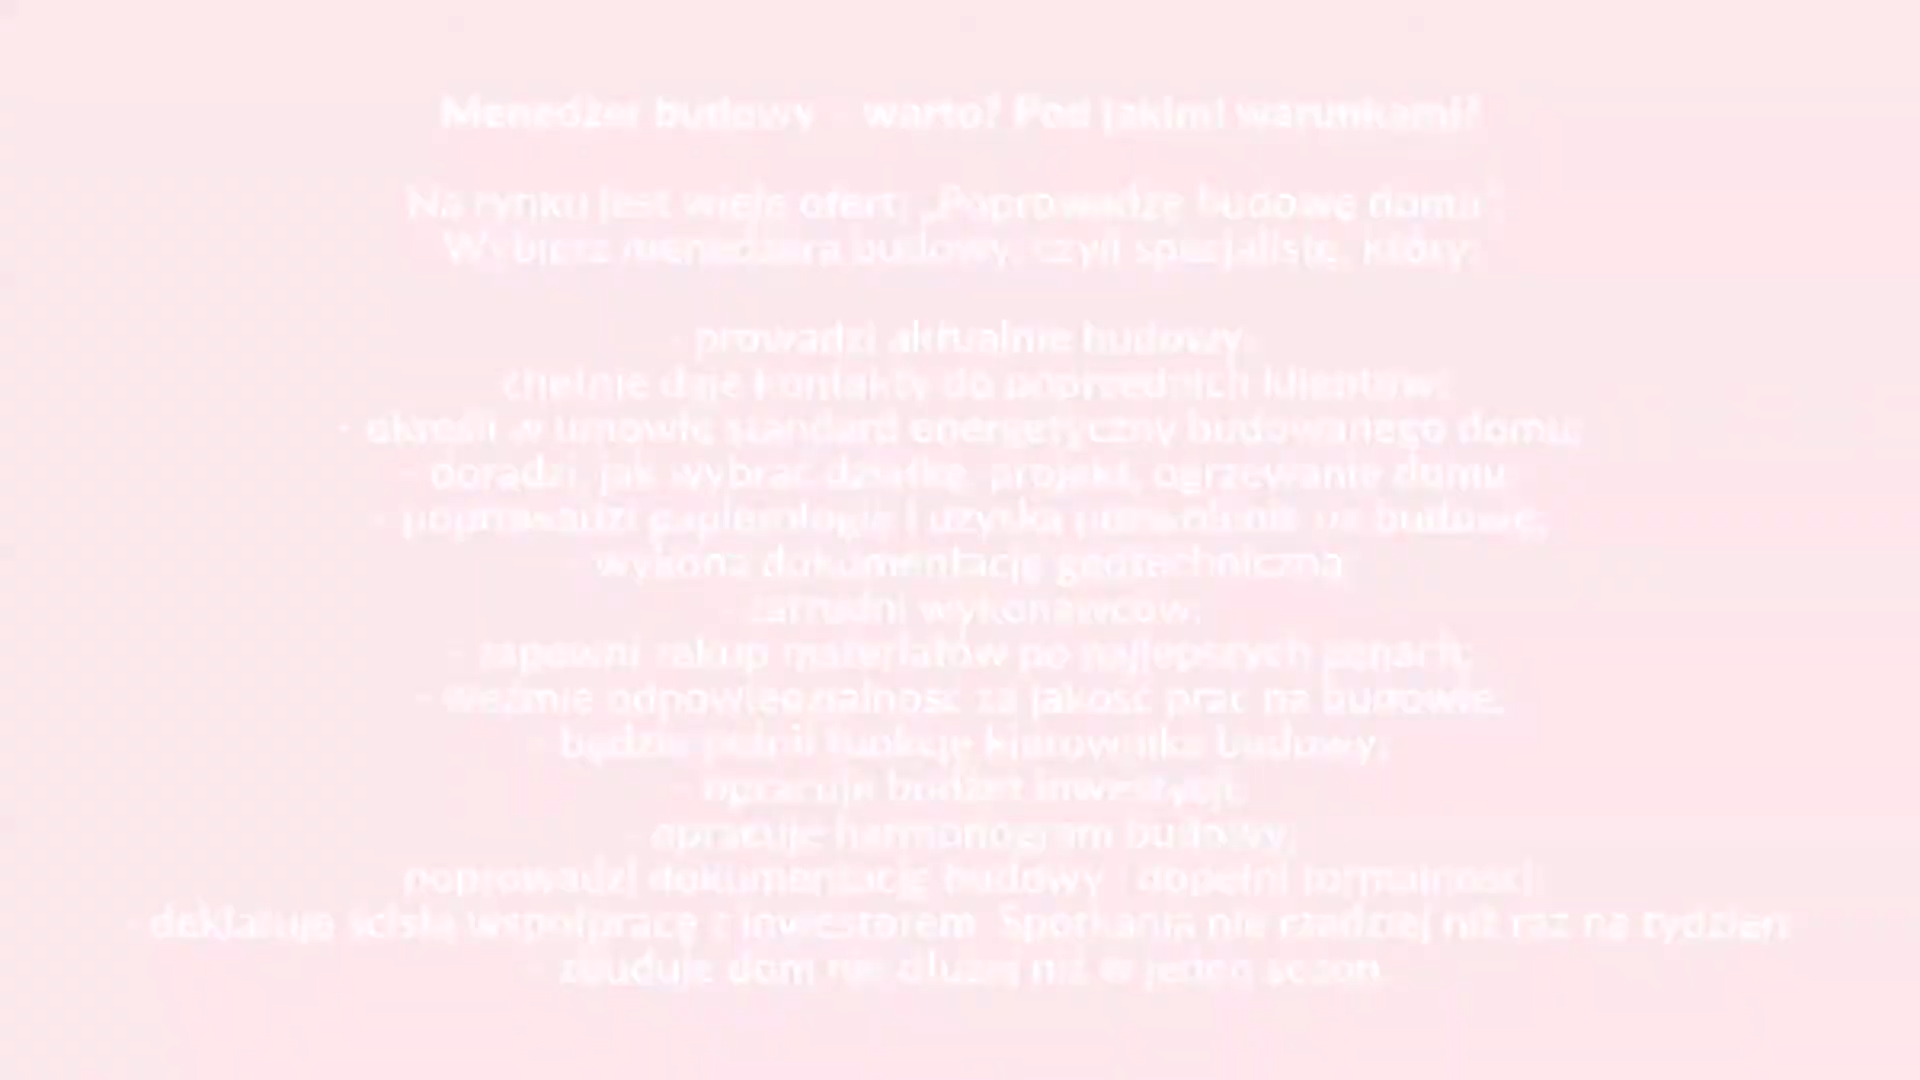 Menedżer budowy - warto? Pod jakimi warunkami?
Na rynku jest wiele ofert: „Poprowadzę budowę domu".
Wybierz menedżera budowy, czyli specjalistę, który:
- prowadzi aktualnie budowy;
- chętnie daje kontakty do poprzednich klientów;
- określi w umowie standard energetyczny budowanego domu;
- doradzi, jak wybrać działkę, projekt, ogrzewanie domu;
- poprowadzi papierologię i uzyska pozwolenie na budowę;
- wykona dokumentację geotechniczną;
- zatrudni wykonawców;
- zapewni zakup materiałów po najlepszych cenach;
- weźmie odpowiedzialność za jakość prac na budowie;
- będzie pełnił funkcję kierownika budowy;
- opracuje budżet inwestycji;
- opracuje harmonogram budowy;
- poprowadzi dokumentację budowy i dopełni formalności;
- deklaruje ścisłą współpracę z inwestorem. Spotkania nie rzadziej niż raz na tydzień;
- zbuduje dom nie dłużej niż w jeden sezon.